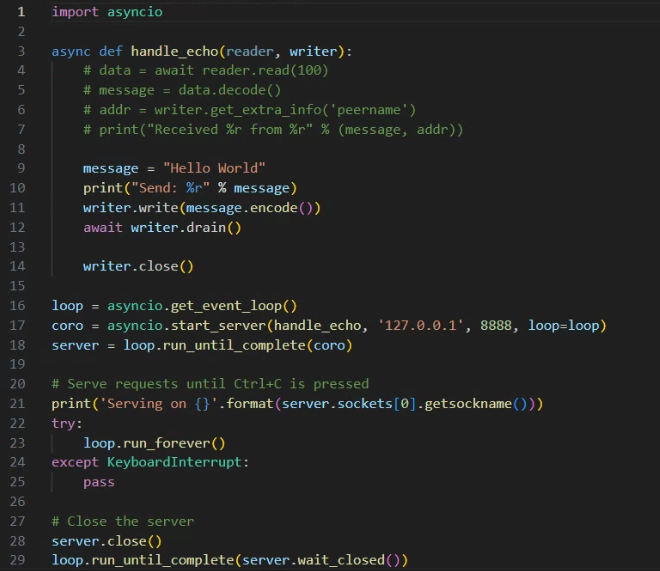 1 import asyncio
2
3 async def handle_echo(reader, writer):
4     # data = await reader.read(100)
5     # message = data.decode()
6     # addr = writer.get_extra_info('peername')
7     # print("Received %r from %r" % (message, addr))
8
9     message = "Hello World"
10     print("Send: %r" % message)
11     writer.write(message.encode())
12     await writer.drain()
13
14     writer.close()
15
16 loop = asyncio.get_event_loop()
17 coro = asyncio.start_server(handle_echo, '127.0.0.1', 8888, loop=loop)
18 server = loop.run_until_complete(coro)
19
20 # Serve requests until Ctrl+C is pressed
21 print('Serving on {}'.format(server.sockets[0].getsockname()))
22 try:
23     loop.run_forever()
24 except KeyboardInterrupt:
25     pass
26
27 # Close the server
28 server.close()
29 loop.run_until_complete(server.wait_closed())